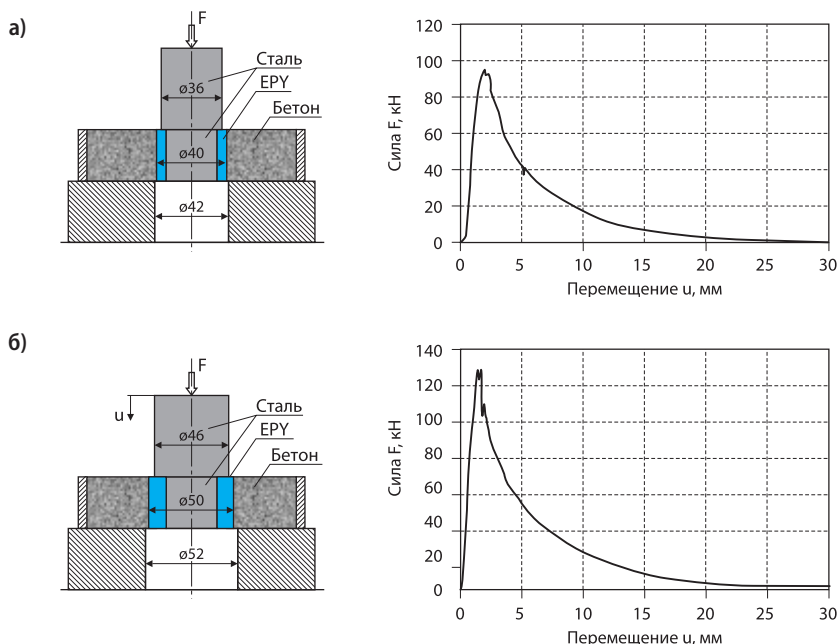 а)
F
Сталь
EPY
Бетон
ø36
ø40
ø42
Сила F, кН
120
100
80
60
40
20
0
0 5 10 15 20 25 30
Перемещение u, мм
б)
F
u
Сталь
EPY
Бетон
ø46
ø50
ø52
Сила F, кН
140
120
100
80
60
40
20
0
0 5 10 15 20 25 30
Перемещение u, мм